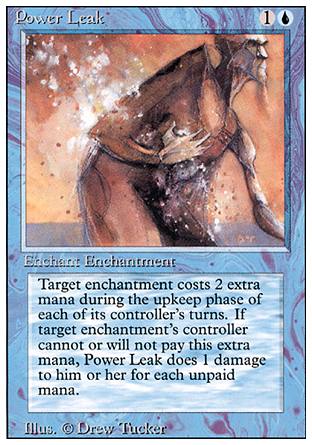 Power Leak 1
Enchant Enchantment
Target enchantment costs 2 extra
mana during the upkeep phase of
each of its controller's turns. If
target enchantment's controller
cannot or will not pay this extra
mana, Power Leak does 1 damage
to him or her for each unpaid
mana.
Illus. © Drew Tucker